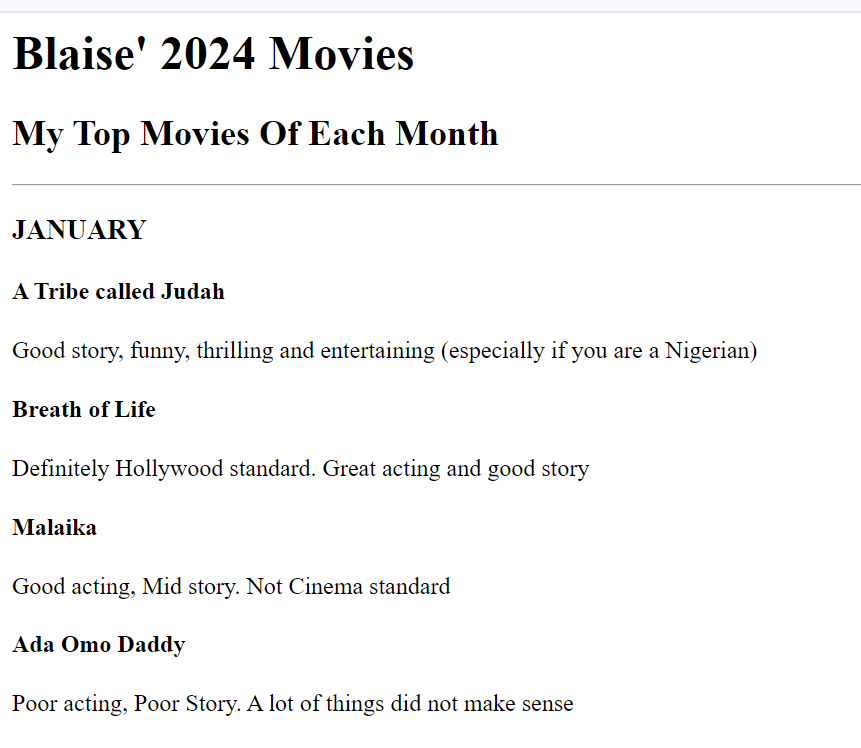 Blaise' 2024 Movies
My Top Movies Of Each Month
JANUARY
A Tribe called Judah
Good story, funny, thrilling and entertaining (especially if you are a Nigerian)
Breath of Life
Definitely Hollywood standard. Great acting and good story
Malaika
Good acting, Mid story. Not Cinema standard
Ada Omo Daddy
Poor acting, Poor Story. A lot of things did not make sense